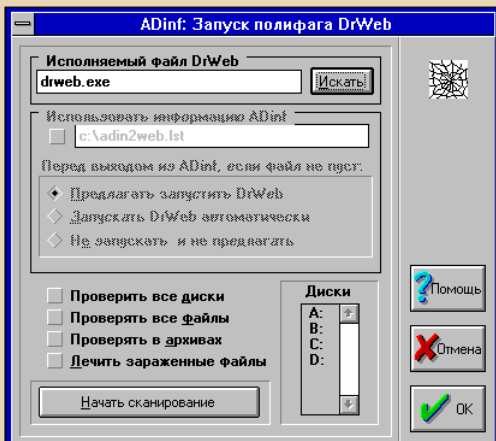 ADinf: Запуск полифага DrWeb
Исполняемый файл DrWeb
drweb.exe
Искать
Использовать информацию ADinf
c:\adin2web.lst
Перед выходом из ADinf, если файл не пуст:
Предлагать запустить DrWeb
Запускать DrWeb автоматически
Не запускать и не предлагать
Проверить все диски
Проверять все файлы
Проверять в архивах
Лечить зараженные файлы
Начать сканирование
Диски
A:
B:
C:
D:
Помощь
Отмена
OK